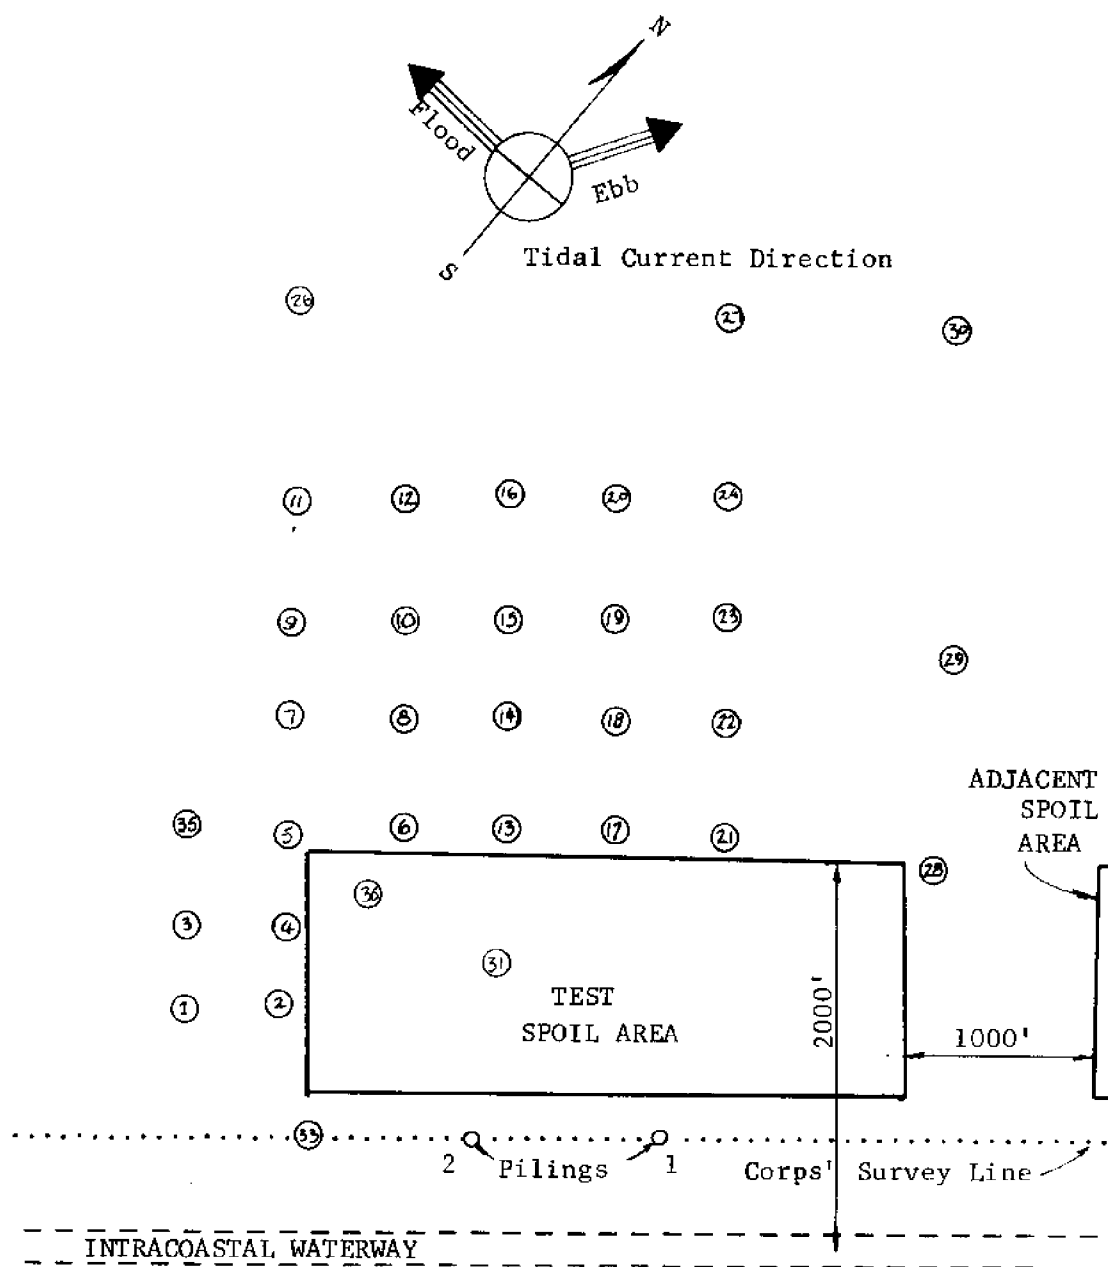 N
Flood
Ebb
S
Tidal Current Direction
26
27
30
11 12 16 20 24
9 10 15 19 23
29
7 8 14 18 22
ADJACENT
SPOIL
AREA
35 5 6 13 17 21
28
36
3 4
31
1 2
TEST
SPOIL AREA
2000'
1000'
33
2 Pilings 1 Corps' Survey Line
INTRACOASTAL WATERWAY